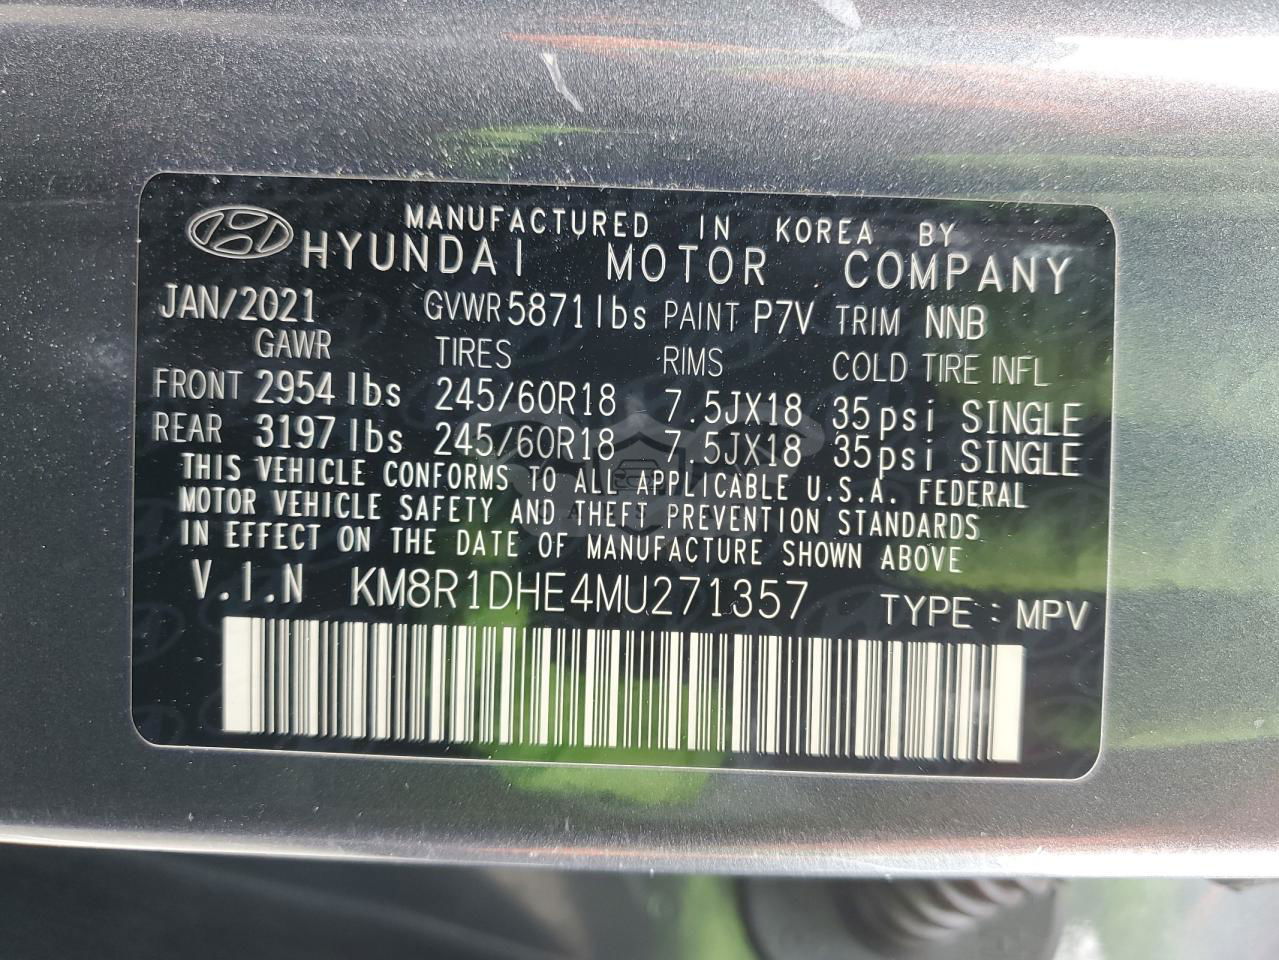 MANUFACTURED IN KOREA BY
HYUNDAI MOTOR COMPANY
JAN/2021 GVWR 5871 lbs PAINT P7V TRIM NNB
GAWR TIRES RIMS COLD TIRE INFL
FRONT 2954 lbs 245/60R18 7.5JX18 35psi SINGLE
REAR 3197 lbs 245/60R18 7.5JX18 35psi SINGLE
THIS VEHICLE CONFORMS TO ALL APPLICABLE U.S.A. FEDERAL
MOTOR VEHICLE SAFETY AND THEFT PREVENTION STANDARDS
IN EFFECT ON THE DATE OF MANUFACTURE SHOWN ABOVE
V.I.N KM8R1DHE4MU271357 TYPE : MPV